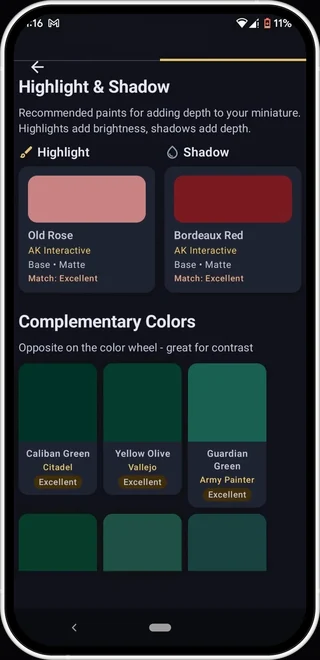 .16 11%
Highlight & Shadow
Recommended paints for adding depth to your miniature.
Highlights add brightness, shadows add depth.
Highlight
Shadow
Old Rose
AK Interactive
Base • Matte
Match: Excellent
Bordeaux Red
AK Interactive
Base • Matte
Match: Excellent
Complementary Colors
Opposite on the color wheel - great for contrast
Caliban Green
Citadel
Excellent
Yellow Olive
Vallejo
Excellent
Guardian
Green
Army Painter
Excellent